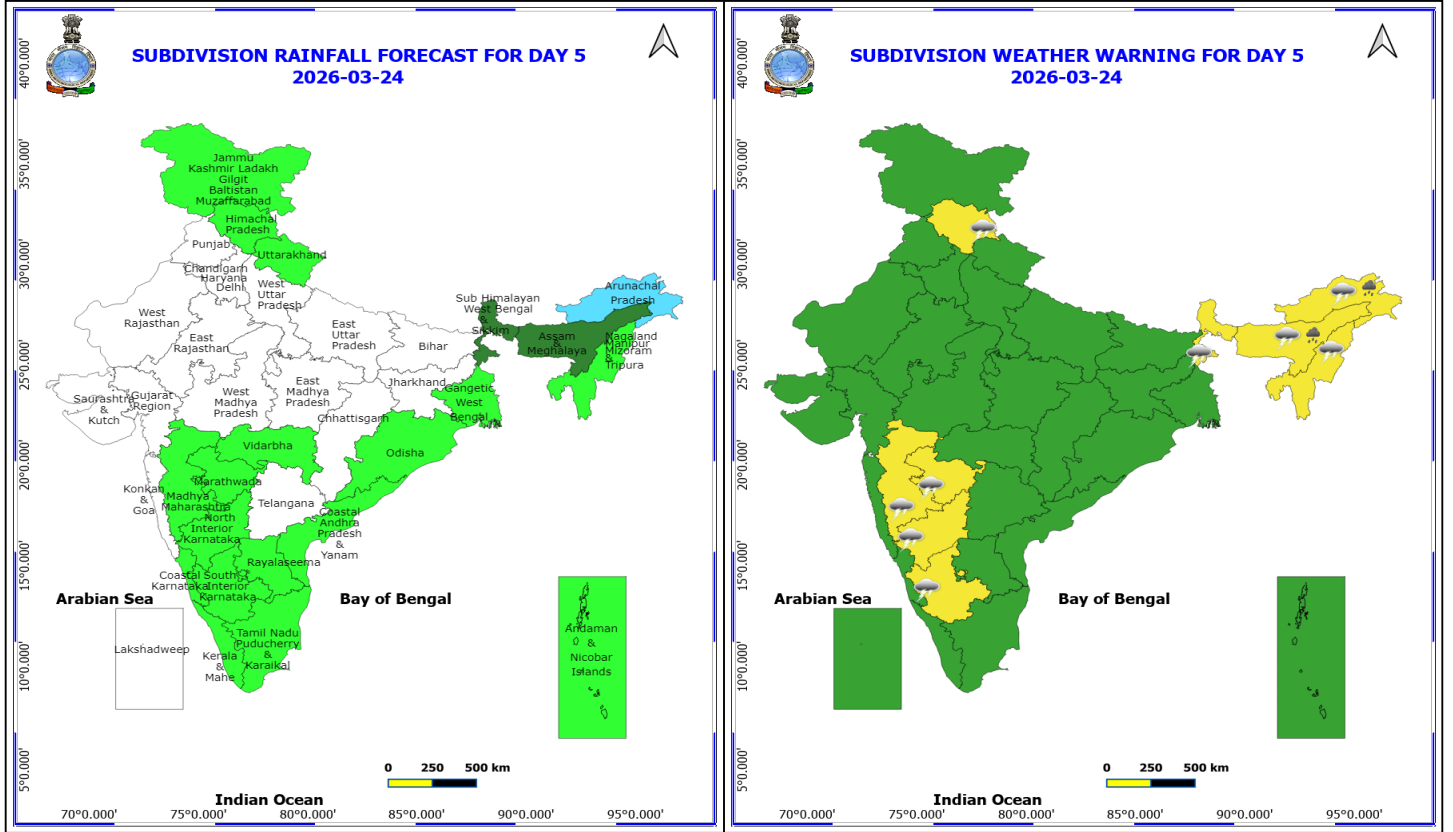 SUBDIVISION RAINFALL FORECAST FOR DAY 5
2026-03-24
40°0.000'
35°0.000'
30°0.000'
25°0.000'
20°0.000'
15°0.000'
10°0.000'
5°0.000'
Jammu
Kashmir Ladakh
Gilgit
Baltistan
Muzaffarabad
Himachal
Pradesh
Punjab
Uttarakhand
Chandigarh
Haryana
Delhi
West
Uttar
Pradesh
Arunachal
Pradesh
Sub Himalayan
West Bengal
&
Sikkim
West
Rajasthan
East
Rajasthan
East
Uttar
Pradesh
Bihar
Assam
&
Meghalaya
Nagaland
Manipur
Mizoram
&
Tripura
Saurashtra
&
Kutch
Gujarat
Region
West
Madhya
Pradesh
East
Madhya
Pradesh
Jharkhand
Gangetic
West
Bengal
Chhattisgarh
Vidarbha
Odisha
Konkan
&
Goa
Marathwada
Madhya
Maharashtra
Telangana
North
Interior
Karnataka
Coastal
Andhra
Pradesh
&
Yanam
Rayalaseema
Coastal
Karnataka
South
Interior
Karnataka
Arabian Sea
Bay of Bengal
Lakshadweep
Kerala
&
Mahe
Tamil Nadu
Puducherry
&
Karaikal
Andaman
&
Nicobar
Islands
0 250 500 km
Indian Ocean
70°0.000' 75°0.000' 80°0.000' 85°0.000' 90°0.000' 95°0.000'
SUBDIVISION WEATHER WARNING FOR DAY 5
2026-03-24
40°0.000'
35°0.000'
30°0.000'
25°0.000'
20°0.000'
15°0.000'
10°0.000'
5°0.000'
Arabian Sea
Bay of Bengal
0 250 500 km
Indian Ocean
70°0.000' 75°0.000' 80°0.000' 85°0.000' 90°0.000' 95°0.000'